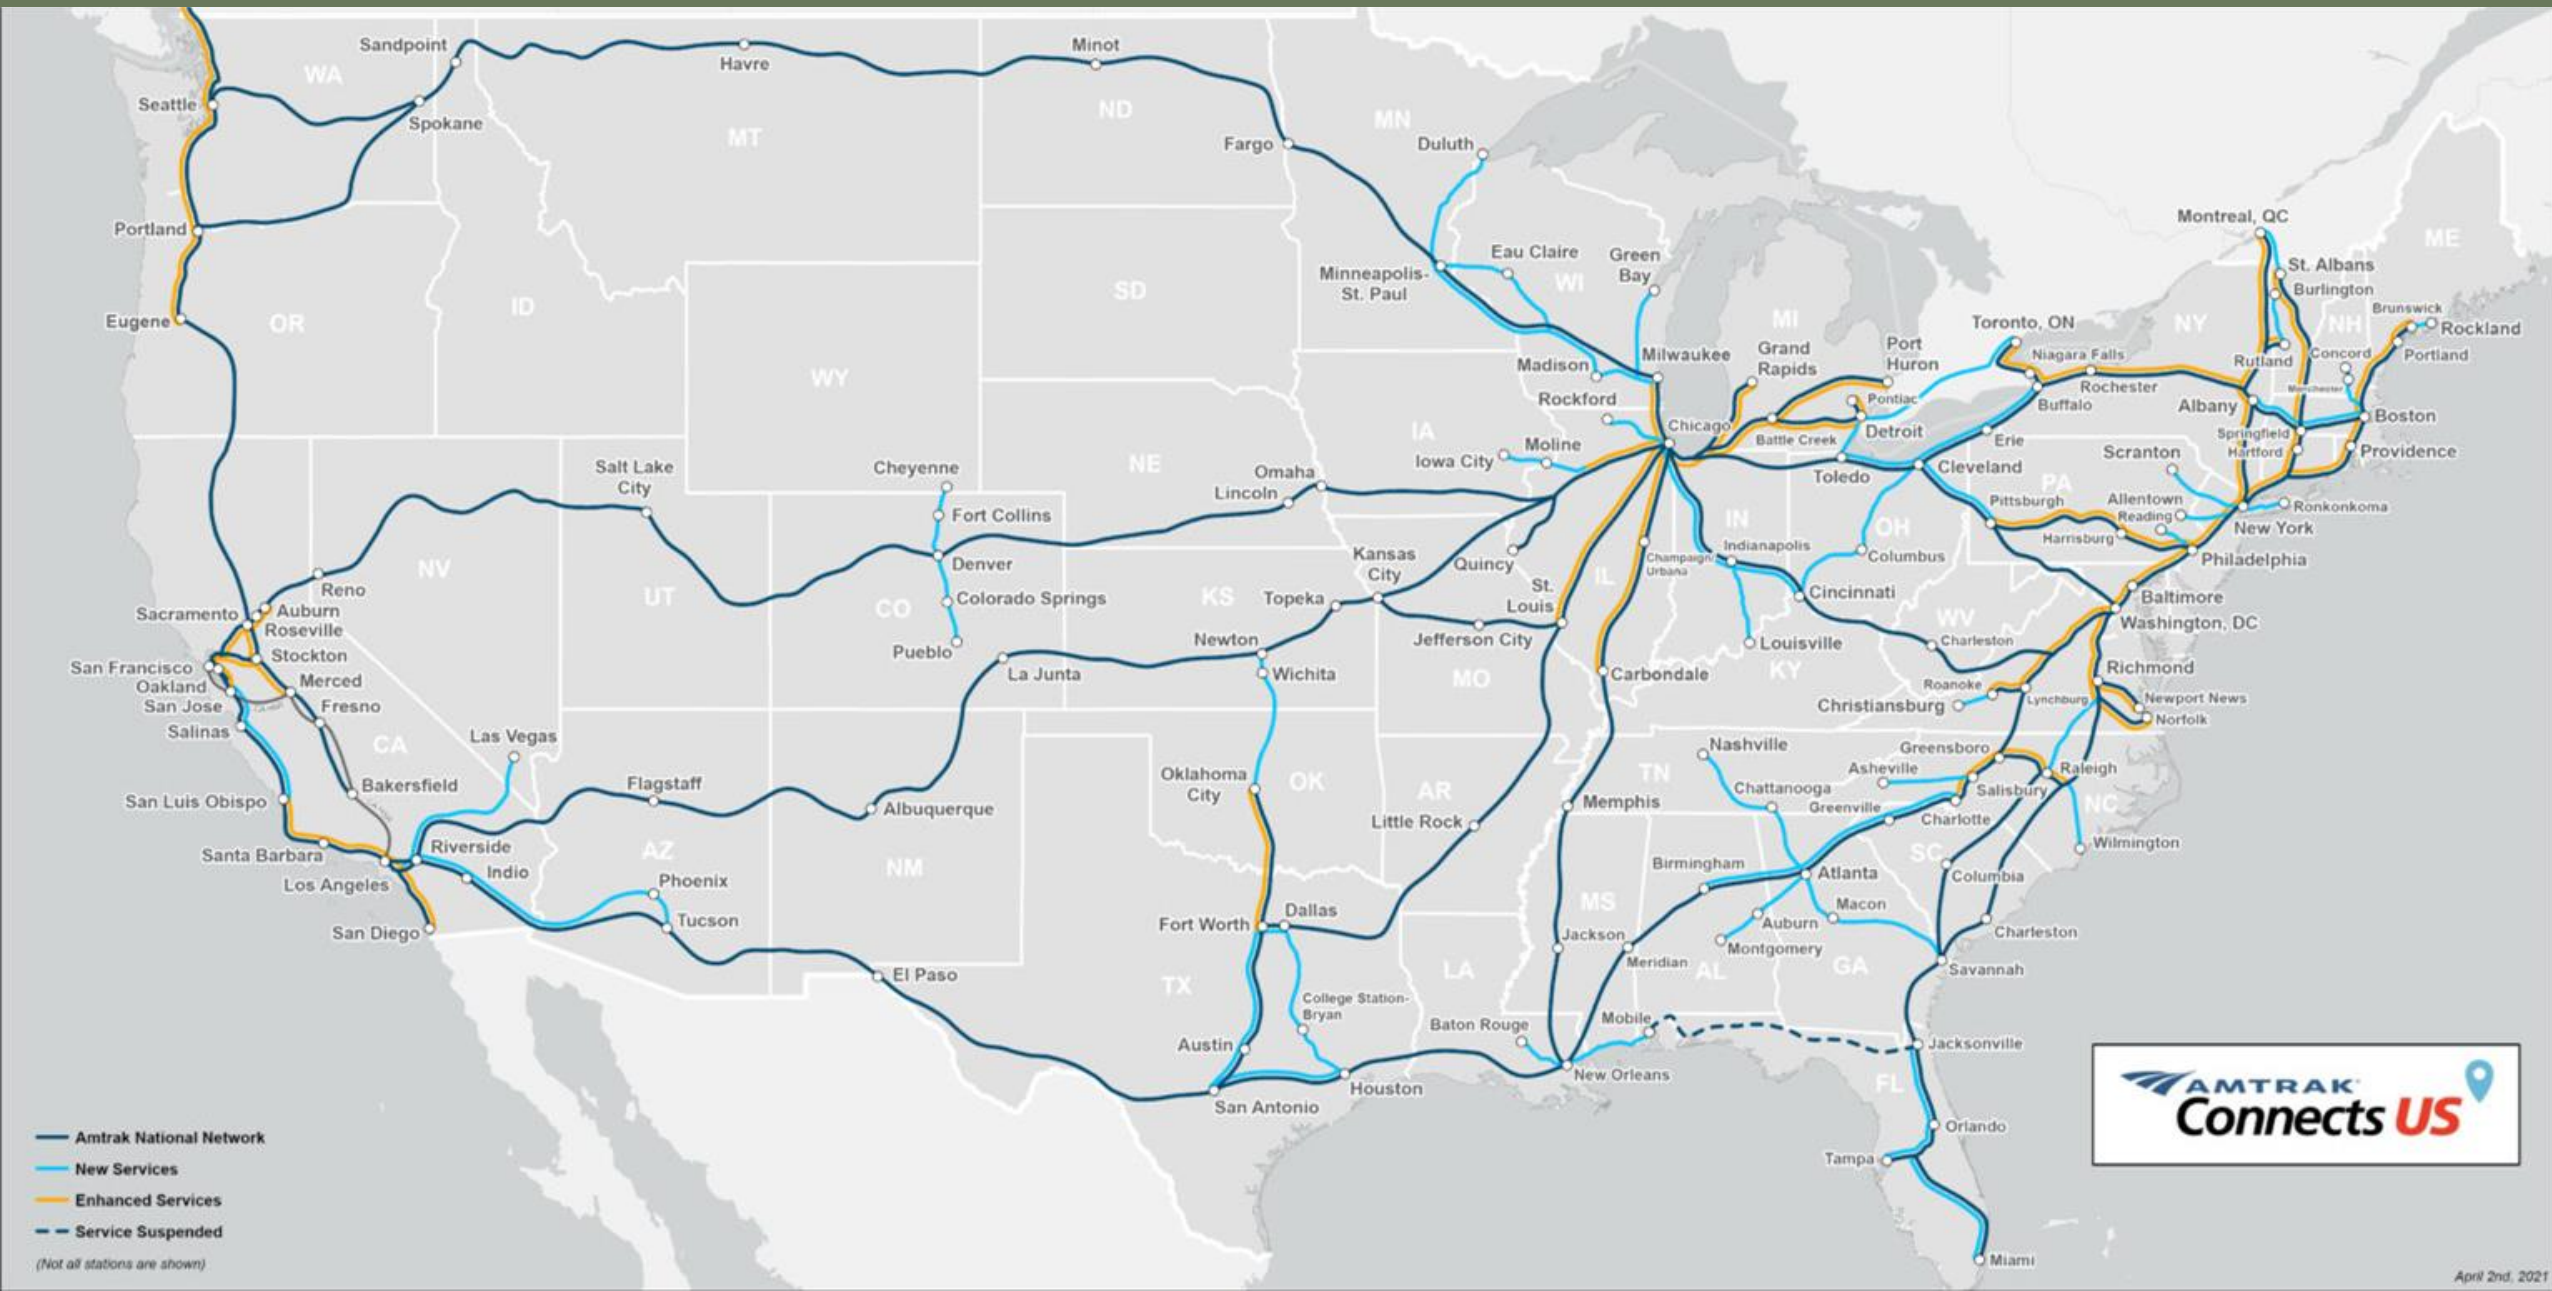 Sandpoint
Havre
Minot
WA
Seattle
Spokane
MT
ND
MN
Fargo
Duluth
Portland
Montreal, QC
ME
Eau Claire
Green
Bay
WI
Minneapolis-
St. Paul
St. Albans
Burlington
SD
ID
OR
Eugene
MI
Toronto, ON
NY
NH
Brunswick
Rockland
Milwaukee
Grand
Rapids
Port
Huron
Niagara Falls
Rutland
Concord
Portland
Madison
WY
Rochester
Manchester
Rockford
Pontiac
Buffalo
Albany
Boston
IA
Moline
Chicago
Battle Creek
Detroit
Erie
Springfield
Hartford
Providence
Iowa City
Scranton
Salt Lake
City
Cheyenne
NE
Omaha
Lincoln
Toledo
Cleveland
PA
Pittsburgh
Allentown
Reading
Ronkonkoma
New York
Fort Collins
IN
OH
Harrisburg
Philadelphia
Denver
Kansas
City
Quincy
Champaign
Urbana
Indianapolis
Columbus
NV
Reno
UT
CO
Colorado Springs
KS
Topeka
St.
Louis
IL
Cincinnati
Baltimore
Sacramento
Auburn
Roseville
Stockton
Jefferson City
WV
Washington, DC
Pueblo
Newton
Louisville
Charleston
San Francisco
Oakland
Merced
La Junta
Wichita
MO
Carbondale
KY
Richmond
San Jose
Fresno
Roanoke
Lynchburg
Newport News
Christiansburg
Norfolk
Salinas
CA
Las Vegas
Nashville
Greensboro
Bakersfield
Flagstaff
Oklahoma
City
OK
AR
TN
Asheville
Raleigh
Chattanooga
Salisbury
San Luis Obispo
Albuquerque
Memphis
Greenville
Charlotte
NC
Little Rock
Wilmington
Santa Barbara
Riverside
AZ
NM
Birmingham
SC
Los Angeles
Indio
Phoenix
Atlanta
Columbia
MS
Macon
Fort Worth
Dallas
Tucson
Auburn
San Diego
Jackson
Meridian
Montgomery
Charleston
El Paso
TX
LA
AL
GA
Savannah
College Station-
Bryan
Baton Rouge
Mobile
Austin
Jacksonville
New Orleans
San Antonio
Houston
FL
Orlando
Tampa
Miami
AMTRAK
Connects US
Amtrak National Network
New Services
Enhanced Services
Service Suspended
(Not all stations are shown)
April 2nd, 2021